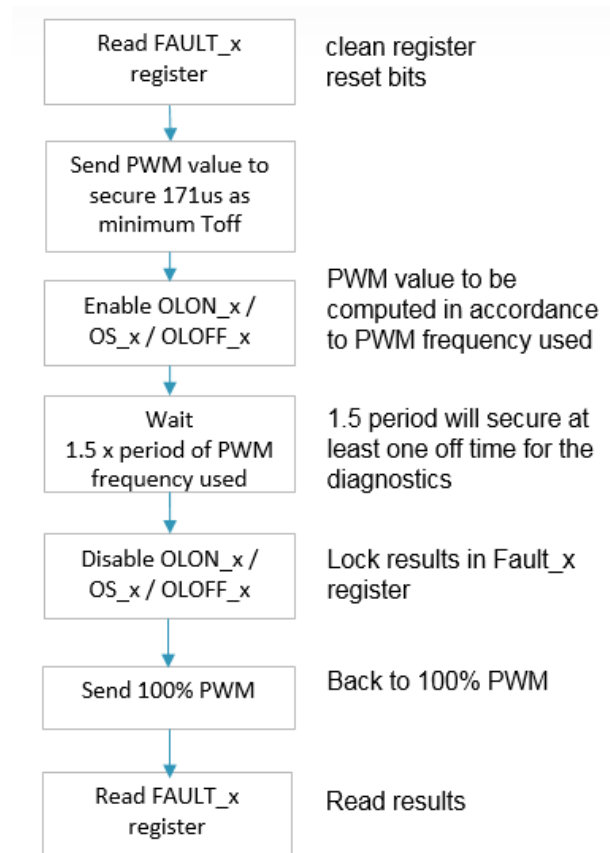 Read FAULT_x
register
clean register
reset bits
Send PWM value to
secure 171us as
minimum Toff
Enable OLON_x /
OS_x / OLOFF_x
PWM value to be
computed in accordance
to PWM frequency used
Wait
1.5 x period of PWM
frequency used
1.5 period will secure at
least one off time for the
diagnostics
Disable OLON_x /
OS_x / OLOFF_x
Lock results in Fault_x
register
Send 100% PWM
Back to 100% PWM
Read FAULT_x
register
Read results